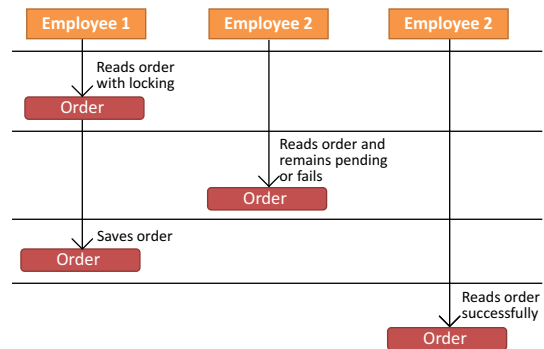 Employee 1
Employee 2
Employee 2
Reads order
with locking
Order
Reads order and
remains pending
or fails
Order
Saves order
Order
Reads order
successfully
Order